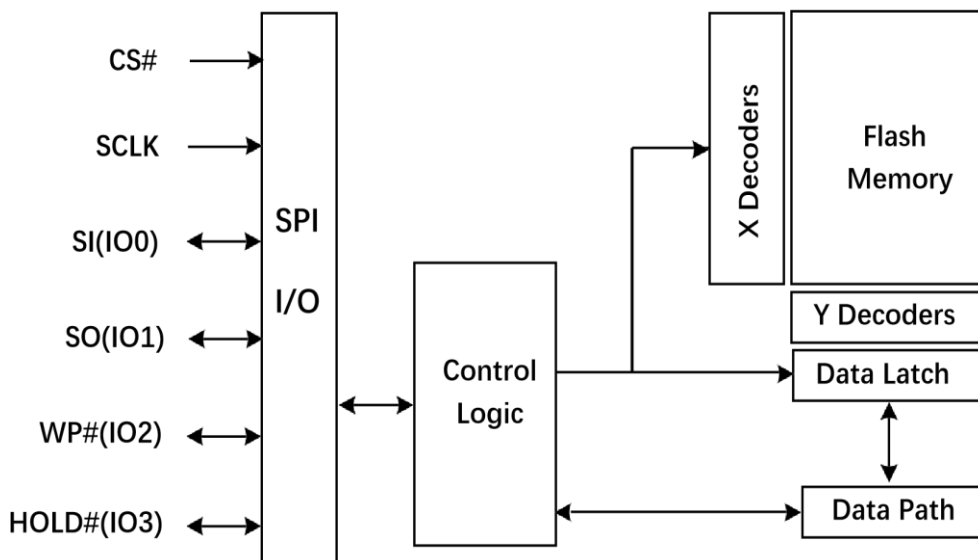 CS#
SCLK
SI(IO0)
SO(IO1)
WP#(IO2)
HOLD#(IO3)
SPI
I/O
Control
Logic
X Decoders
Flash
Memory
Y Decoders
Data Latch
Data Path